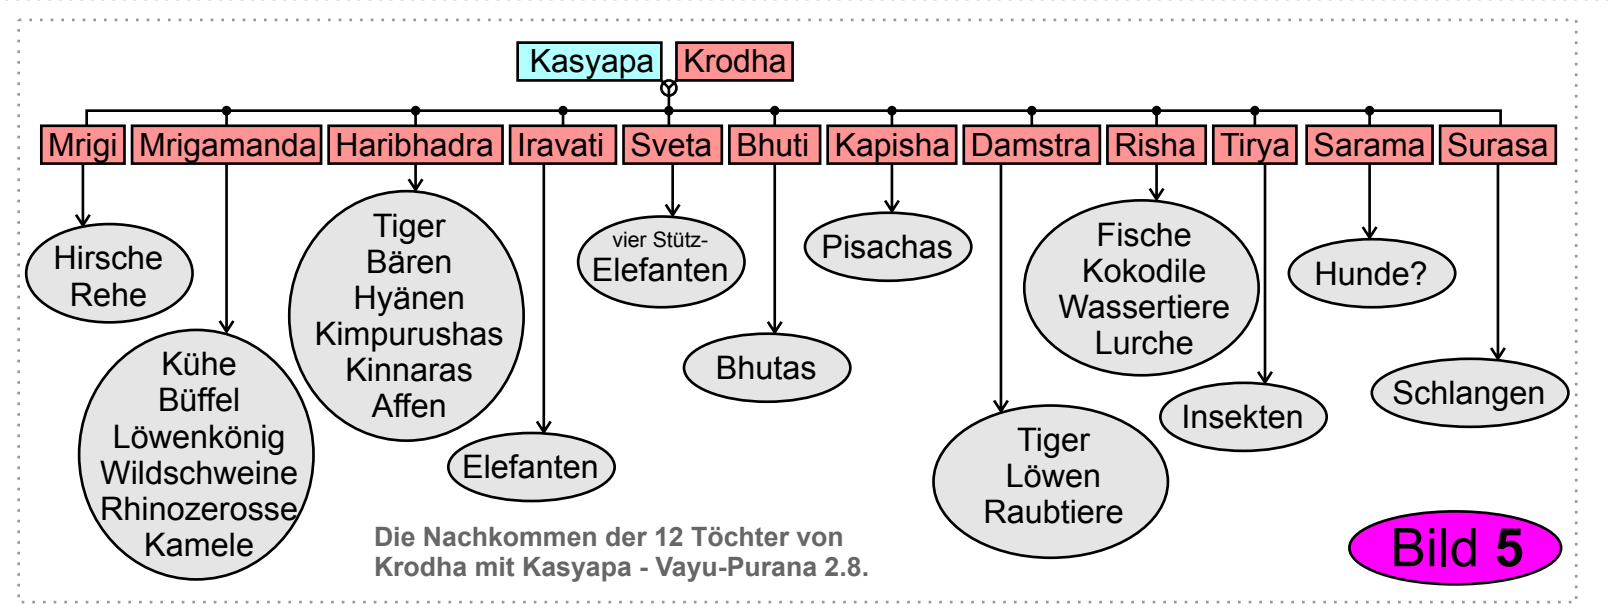 Kasyapa
Krodha
Mrigi
Mrigamanda
Haribhadra
Iravati
Sveta
Bhuti
Kapisha
Damstra
Risha
Tirya
Sarama
Surasa
Hirsche
Rehe
Kühe
Büffel
Löwenkönig
Wildschweine
Rhinozerosse
Kamele
Tiger
Bären
Hyänen
Kimpurushas
Kinnaras
Affen
Elefanten
vier Stütz-
Elefanten
Bhutas
Pisachas
Tiger
Löwen
Raubtiere
Fische
Kokodile
Wassertiere
Lurche
Insekten
Hunde?
Schlangen
Die Nachkommen der 12 Töchter von
Krodha mit Kasyapa - Vayu-Purana 2.8.
Bild 5